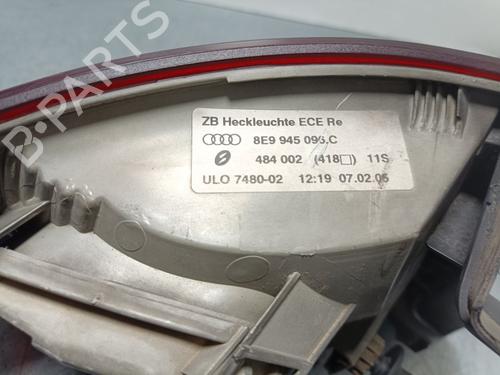 ZB Heckleuchte ECE Re
8E9 945 096.C
484 002 (418□) 11S
ULO 7480-02 12:19 07.02.05
B-PARTS